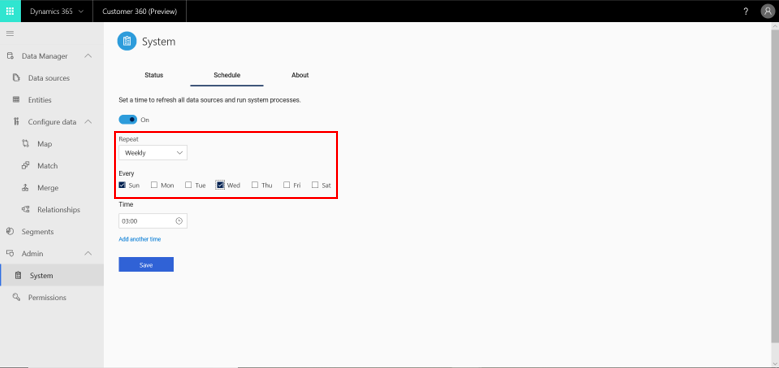 Dynamics 365 Customer 360 (Preview) ?
System
Data Manager
Data sources
Entities
Configure data
Map
Match
Merge
Relationships
Segments
Admin
System
Permissions
Status Schedule About
Set a time to refresh all data sources and run system processes.
On
Repeat
Weekly
Every
Sun Mon Tue Wed Thu Fri Sat
Time
03:00
Add another time
Save